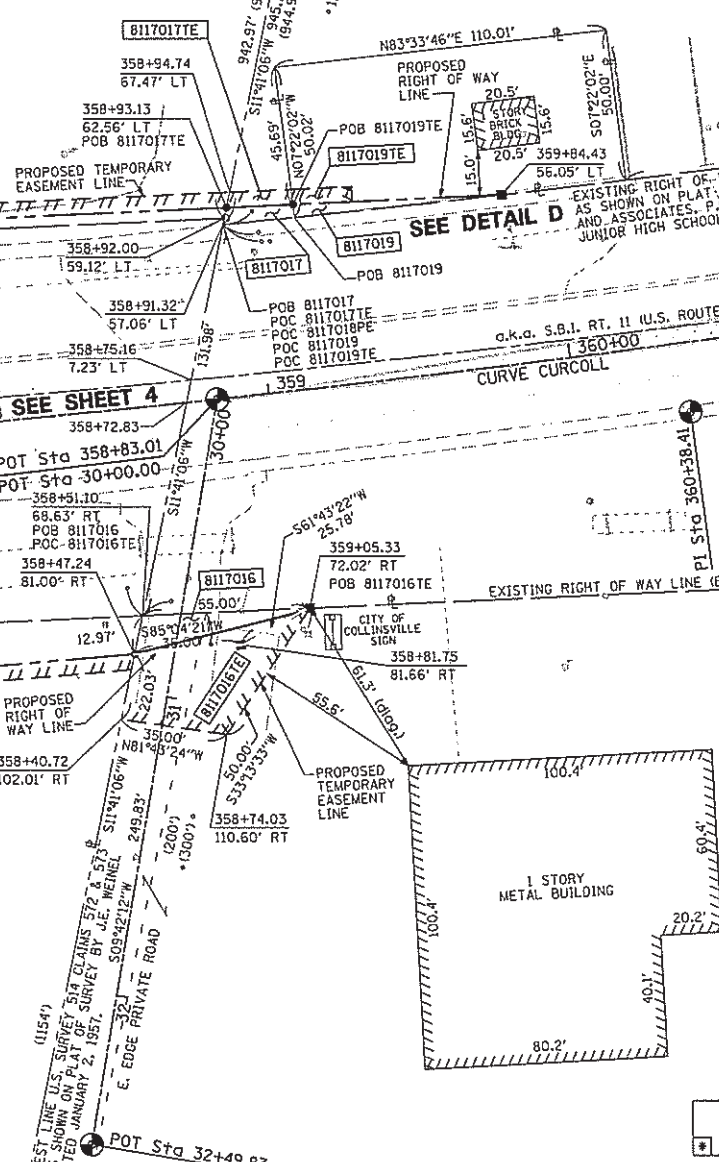 8117017TE
942.97'
S11°41'06"W
358+94.74
67.47' LT
358+93.13
62.56' LT
POB 8117017TE
PROPOSED TEMPORARY
EASEMENT LINE
N83°33'46"E 110.01'
PROPOSED
RIGHT OF WAY
LINE
45.69'
N07°22'02"W
50.02'
S07°22'02"E
50.00'
20.5'
15.6'
STORY
BRICK
BLDG.
15.6'
20.5'
15.0'
POB 8117019TE
8117019TE
359+84.43
56.05' LT
SEE DETAIL D
EXISTING RIGHT OF
AS SHOWN ON PLAT
AND ASSOCIATES, P.
JUNIOR HIGH SCHOOL
358+92.00
59.12' LT
8117017
8117019
POB 8117019
358+91.32
57.06' LT
POB 8117017
POC 8117017TE
POC 8117018PE
POC 8117019
POC 8117019TE
131.98'
358+75.16
7.23' LT
a.k.a. S.B.I. RT. 11 (U.S. ROUTE
359
360+00
CURVE CURCOLL
SEE SHEET 4
358+72.83
30+00
POT Sta 358+83.01
POT Sta 30+00.00
S11°41'06"W
PI Sta 360+38.41
358+51.10
68.63' RT
POB 8117016
POC 8117016TE
S61°43'22"W
25.78'
359+05.33
72.02' RT
POB 8117016TE
358+47.24
81.00' RT
8117016
55.00'
EXISTING RIGHT OF WAY LINE
12.97'
S85°04'21"W
35.00'
CITY OF
COLLINSVILLE
SIGN
358+81.75
81.66' RT
8117016TE
61.3' (diag.)
55.6'
PROPOSED
RIGHT OF
WAY LINE
22.03'
31
35.00'
N81°43'24"W
358+40.72
102.01' RT
50.00'
S33°13'33"W
PROPOSED
TEMPORARY
EASEMENT
LINE
358+74.03
110.60' RT
S11°41'06"W
249.83'
S09°42'12"W
(200')
(300')
100.4'
60.4'
1 STORY
METAL BUILDING
20.2'
100.4'
40.1'
80.2'
E. EDGE PRIVATE ROAD
32
(1154')
EST LINE U.S. SURVEY 514 CLAIMS 572 & 573
SHOWN ON PLAT OF SURVEY BY J.E. WEINEL
TED JANUARY 2, 1957.
POT Sta 32+49.83
*